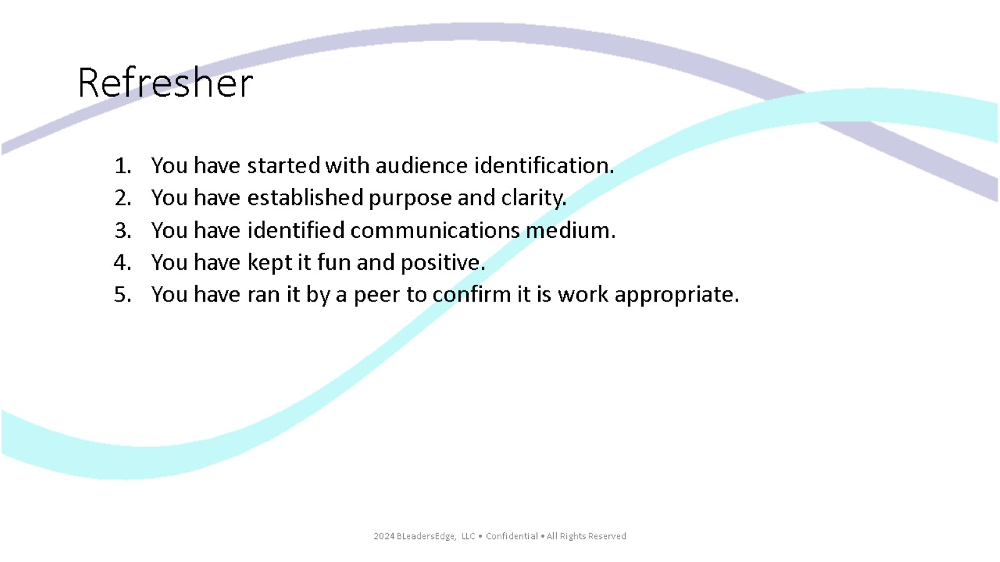 Refresher
1. You have started with audience identification.
2. You have established purpose and clarity.
3. You have identified communications medium.
4. You have kept it fun and positive.
5. You have ran it by a peer to confirm it is work appropriate.
2024 BLeadersEdge, LLC • Confidential • All Rights Reserved